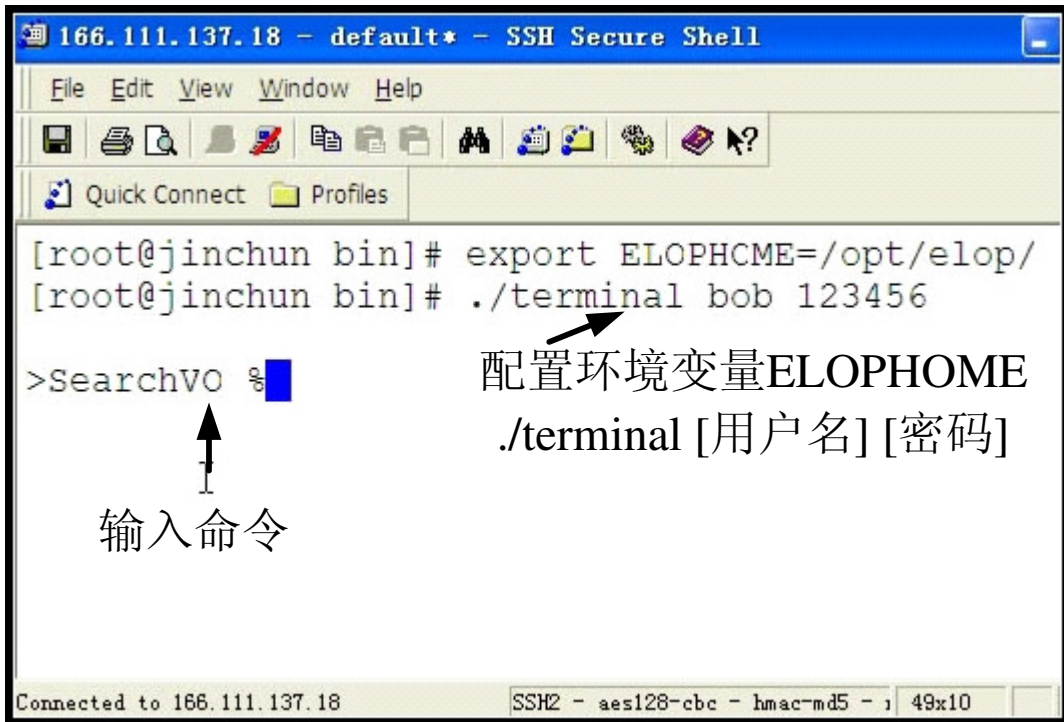 166.111.137.18 - default* - SSH Secure Shell
File Edit View Window Help
Quick Connect Profiles
[root@jinchun bin]# export ELOPHCME=/opt/elop/
[root@jinchun bin]# ./terminal bob 123456
>SearchVO %
配置环境变量ELOPHOME
./terminal [用户名] [密码]
输入命令
Connected to 166.111.137.18 SSH2 - aes128-cbc - hmac-md5 - 49x10